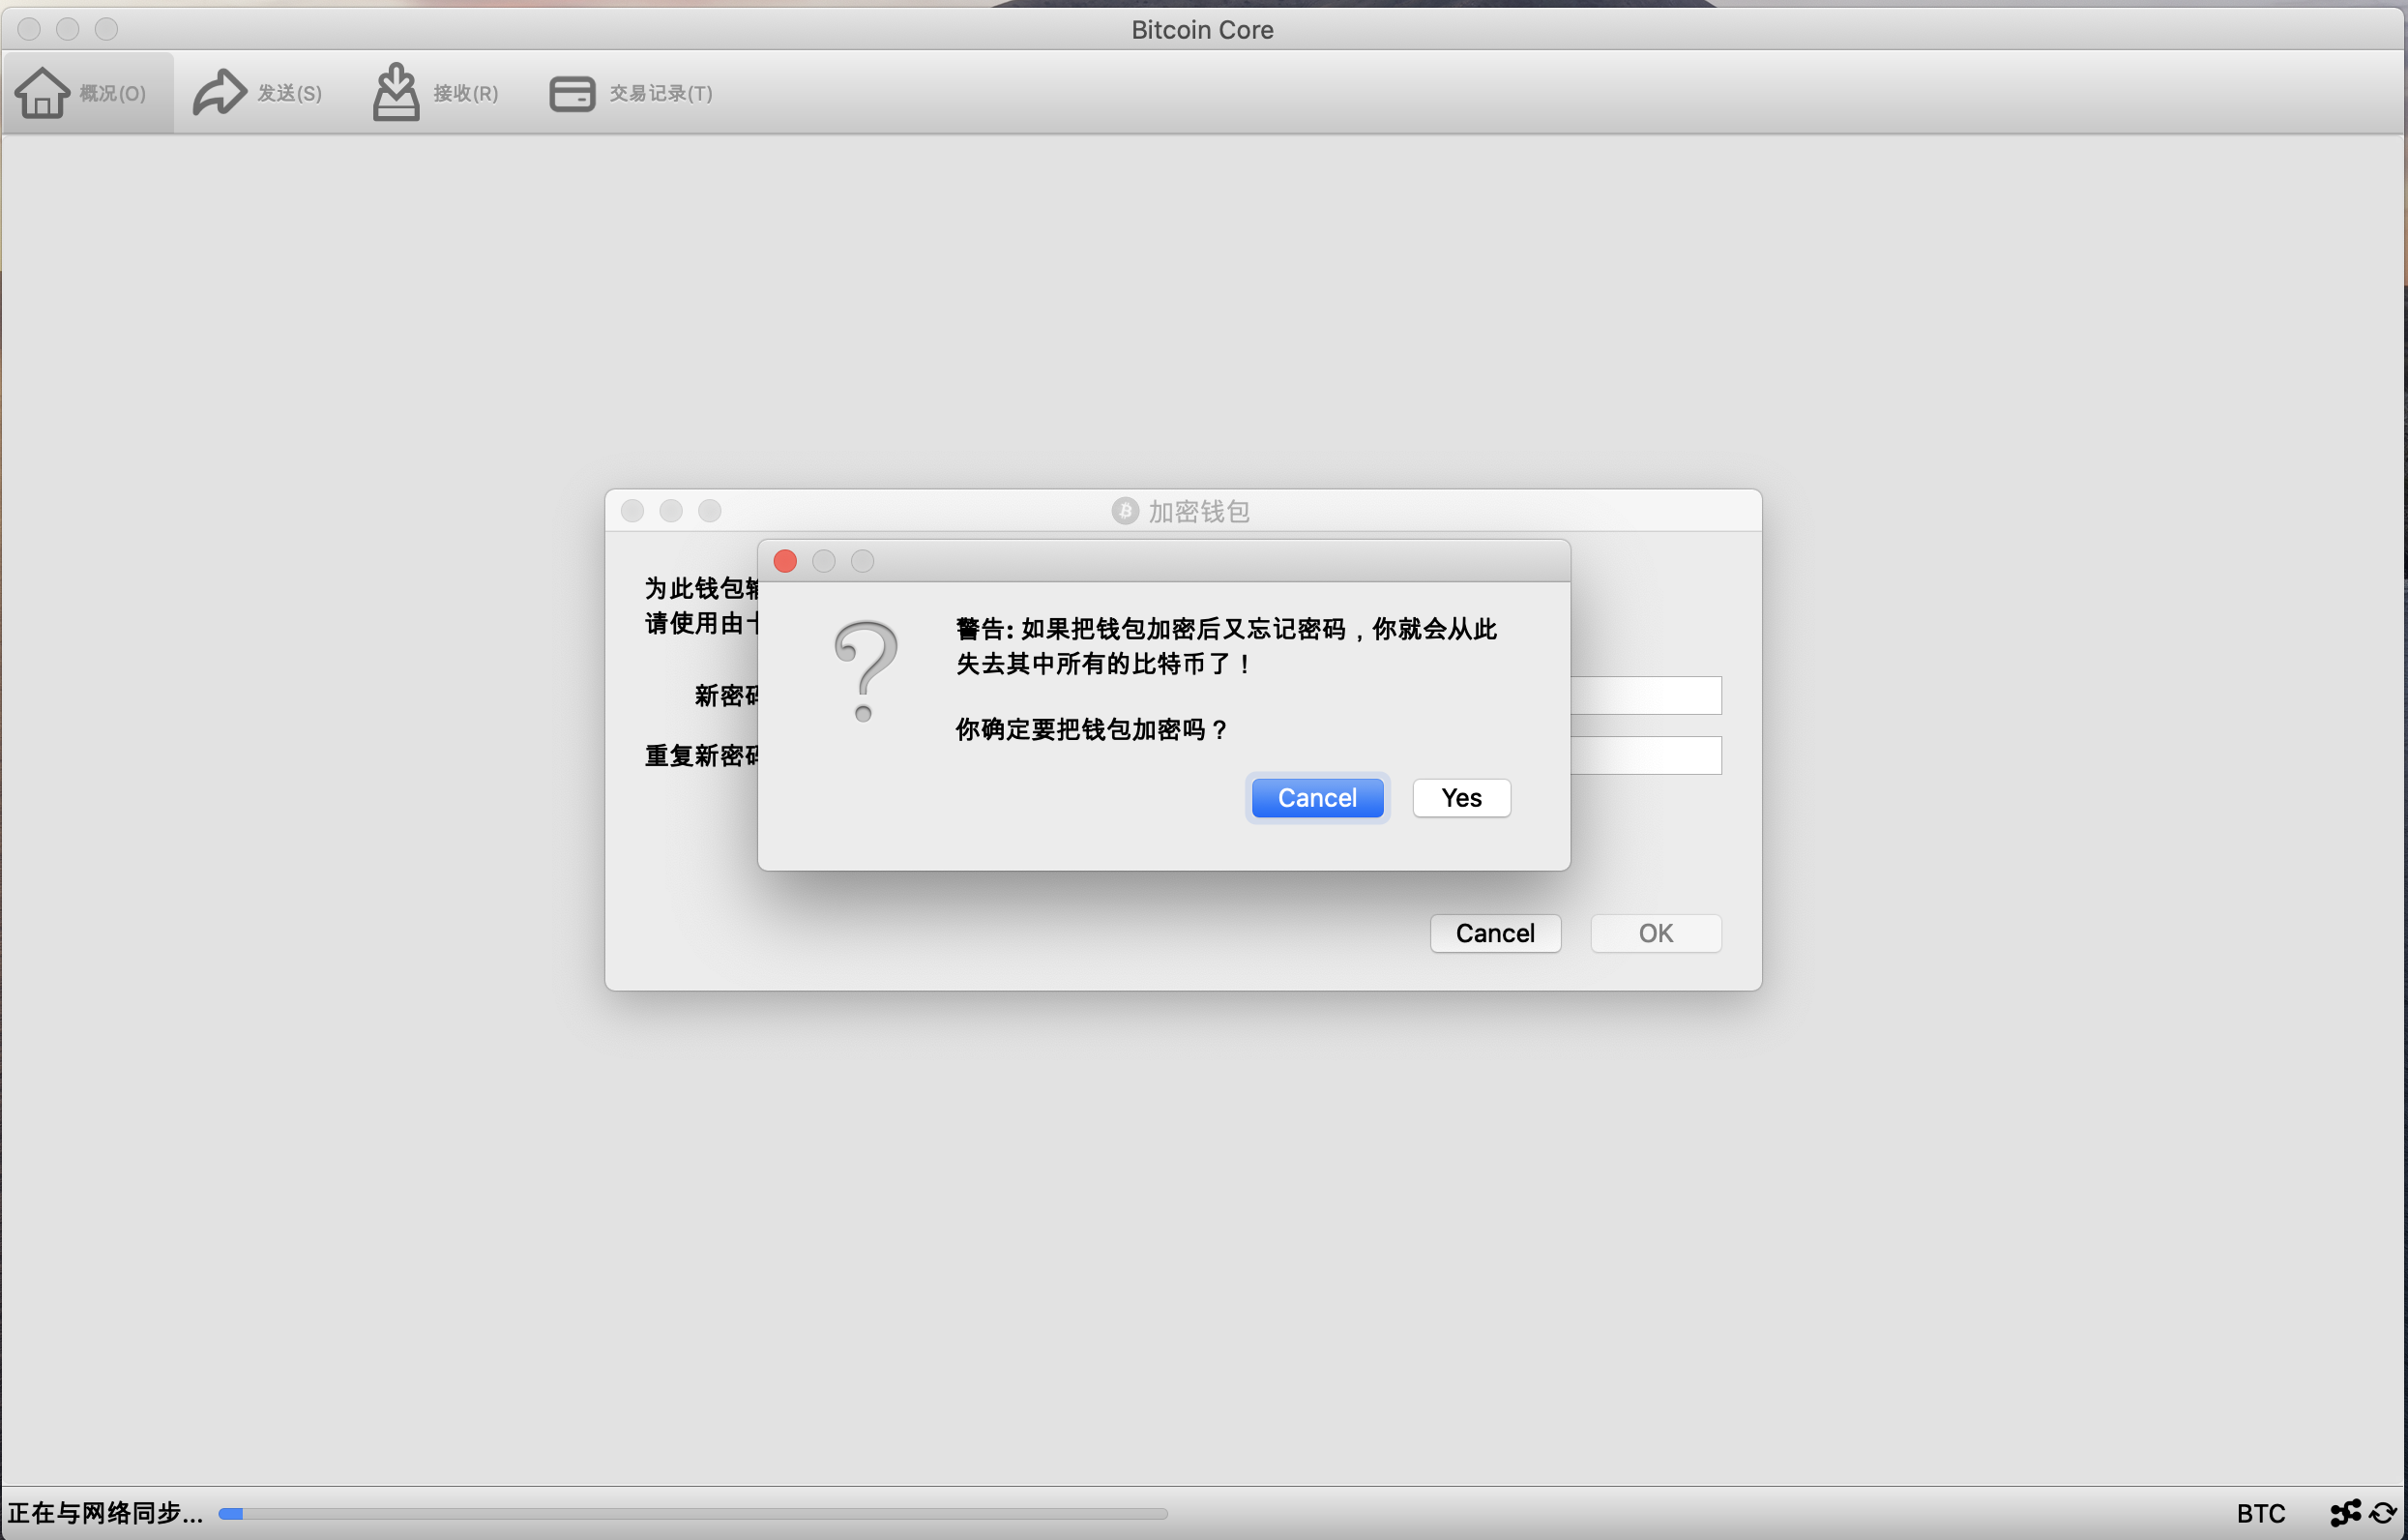 Bitcoin Core
概况(O) 发送(S) 接收(R) 交易记录(T)
加密钱包
为此钱包
请使用由
警告: 如果把钱包加密后又忘记密码，你就会从此
失去其中所有的比特币了！
新密
你确定要把钱包加密吗？
重复新密
Cancel Yes
Cancel OK
正在与网络同步... BTC